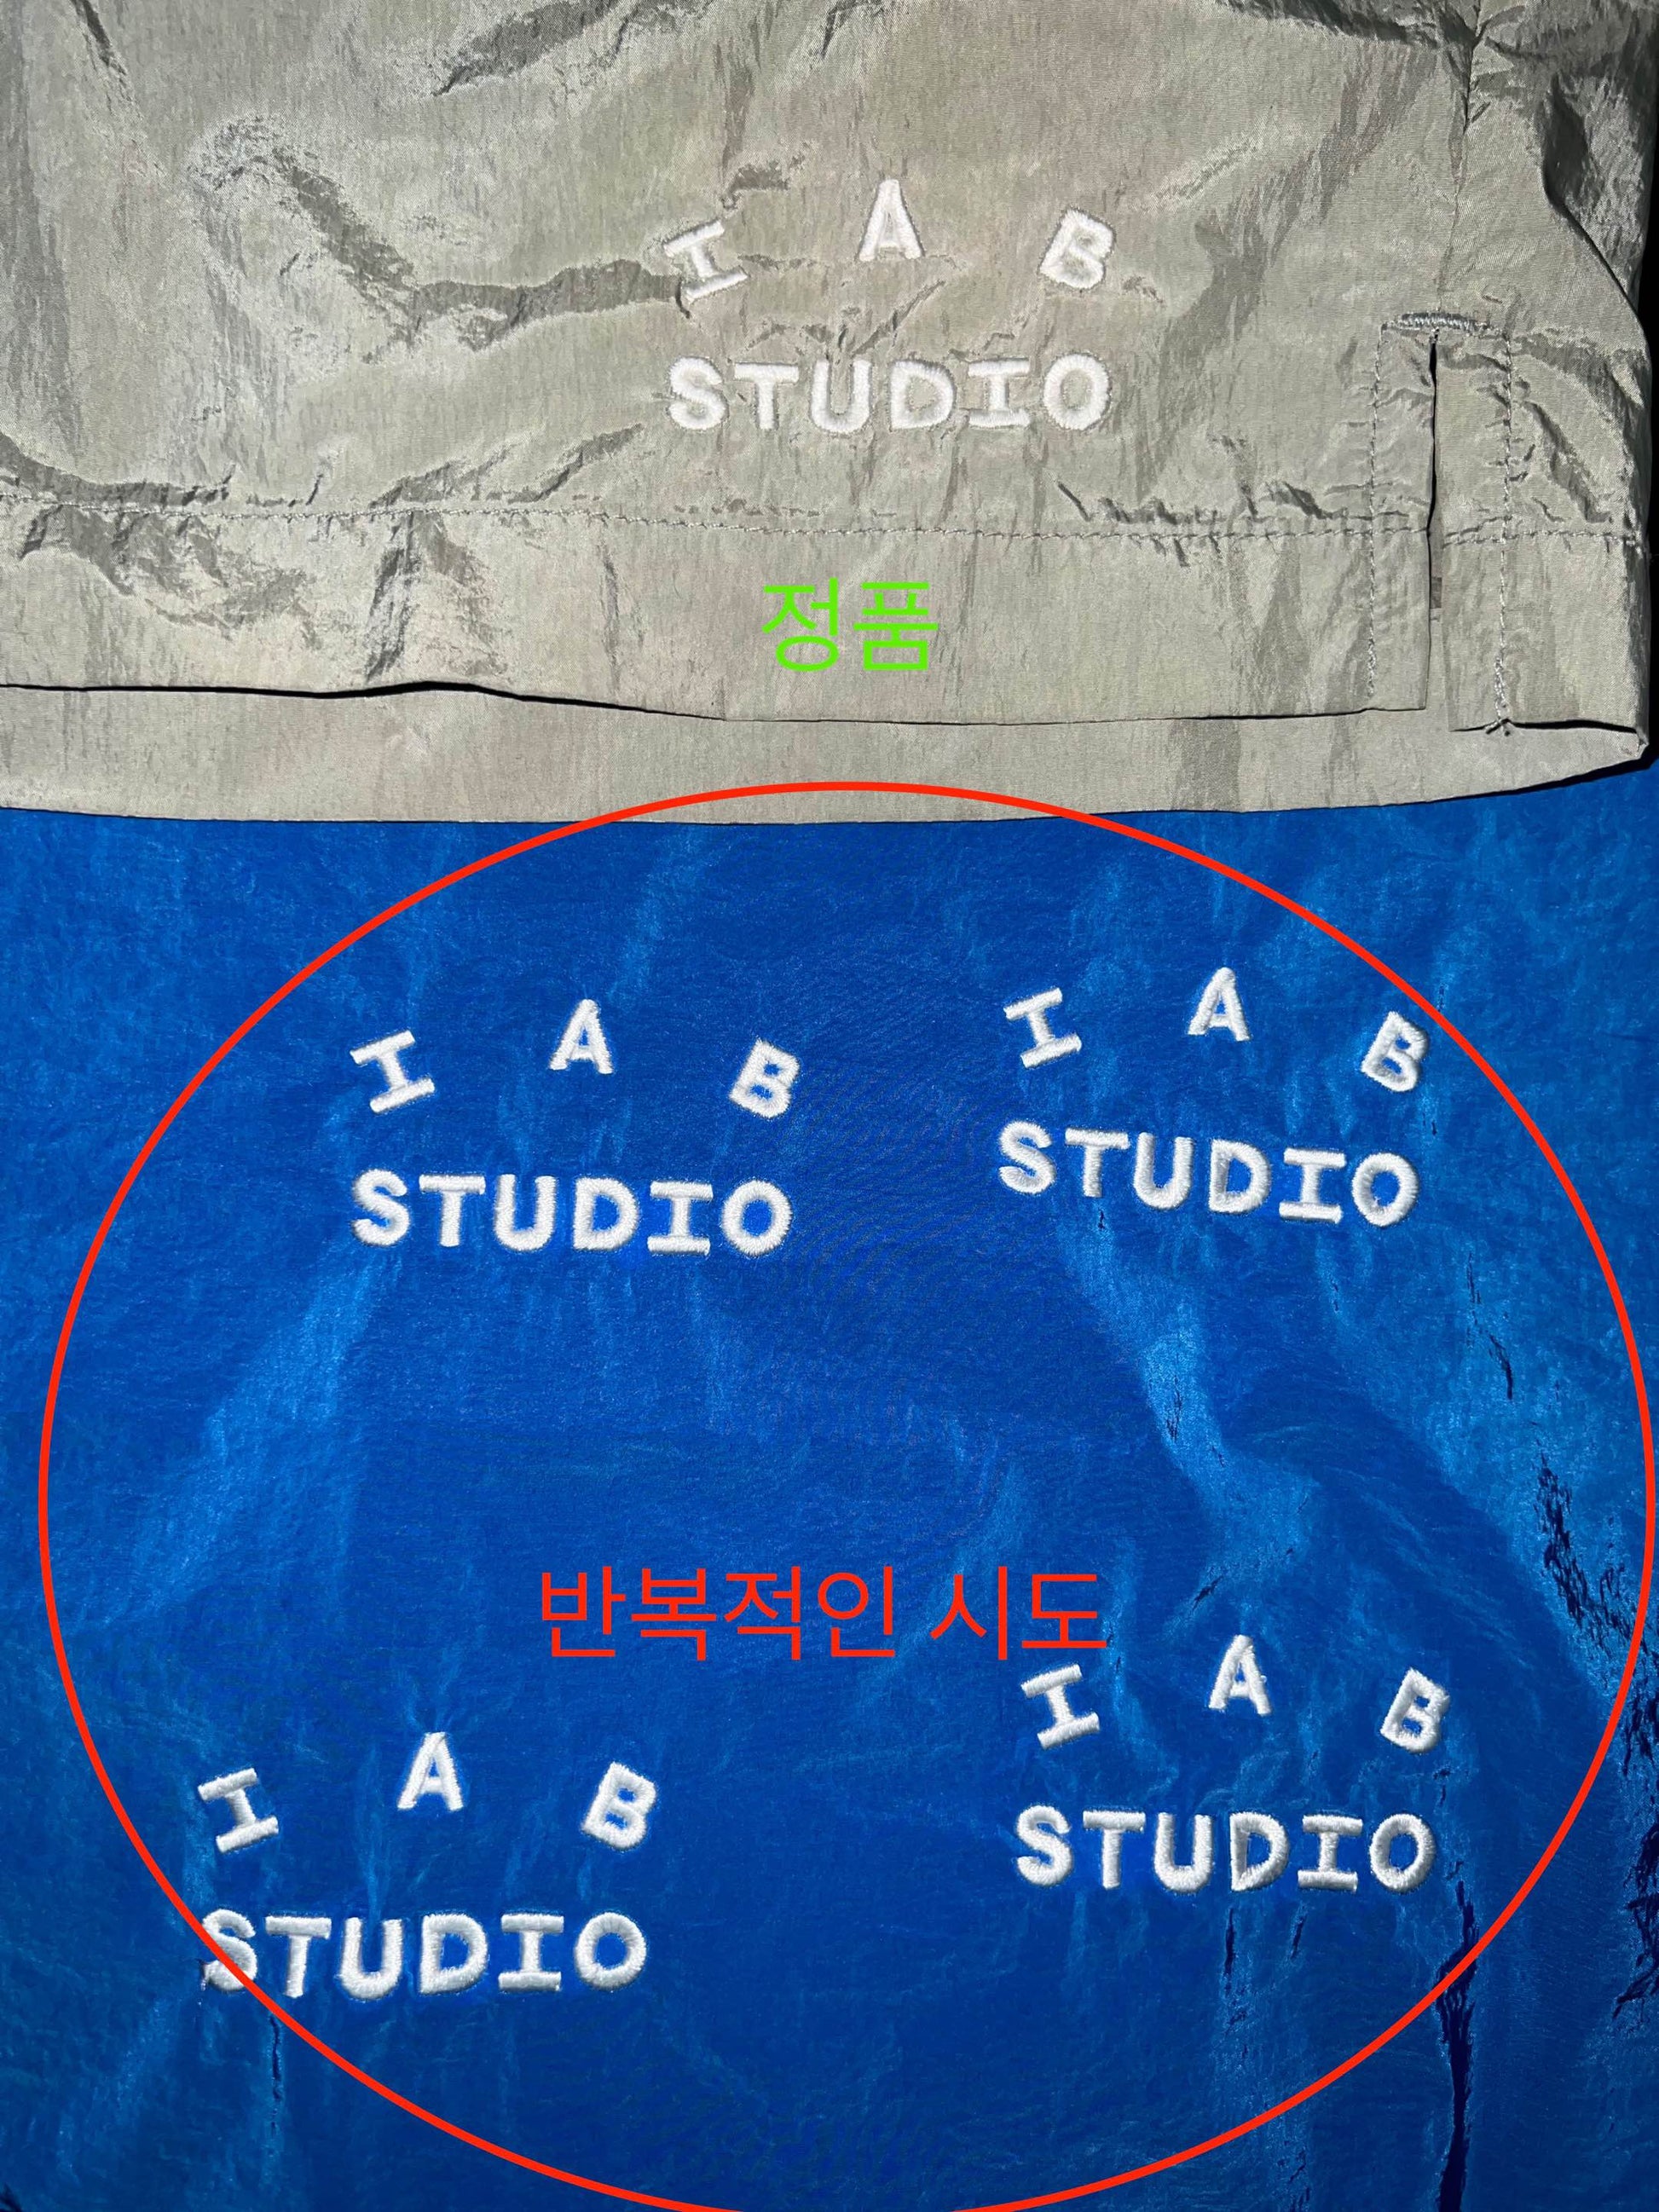 I A B
STUDIO
정품
I A B
STUDIO
I A B
STUDIO
반복적인 시도
I A B
STUDIO
I A B
STUDIO